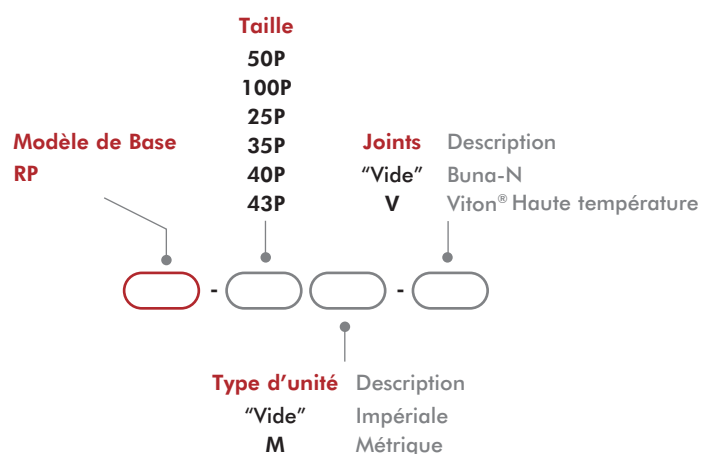 Taille
50P
100P
25P
35P
40P
43P
Modèle de Base
RP
Joints Description
“Vide” Buna-N
V Viton® Haute température
- -
Type d’unité Description
“Vide” Impériale
M Métrique